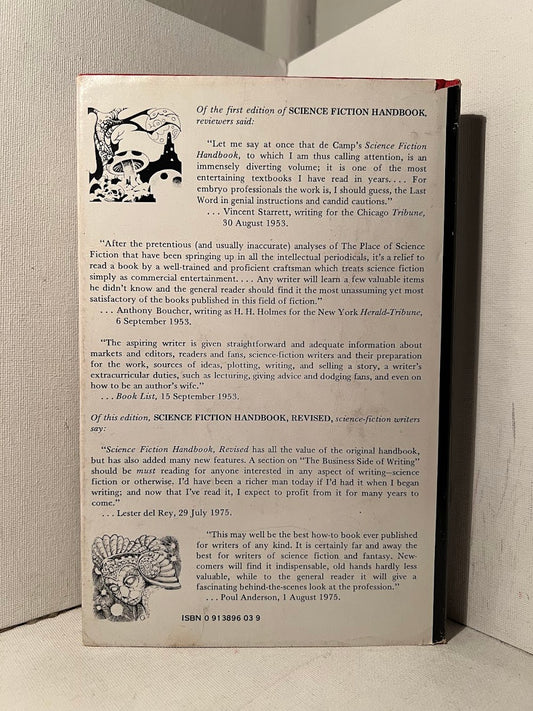 Of the first edition of SCIENCE FICTION HANDBOOK,
reviewers said:
"Let me say at once that de Camp's Science Fiction
Handbook, to which I am thus calling attention, is an
immensely diverting volume; it is one of the most
entertaining textbooks I have read in years.... For
embryo professionals the work is, I should guess, the Last
Word in genial instructions and candid cautions."
... Vincent Starrett, writing for the Chicago Tribune,
30 August 1953.
"After the pretentious (and usually inaccurate) analyses of The Place of Science
Fiction that have been springing up in all the intellectual periodicals, it's a relief to
read a book by a well-trained and proficient craftsman which treats science fiction
simply as commercial entertainment.... Any writer will learn a few valuable items
he didn't know and the general reader should find it the most unassuming yet most
satisfactory of the books published in this field of fiction."
... Anthony Boucher, writing as H. H. Holmes for the New York Herald-Tribune,
6 September 1953.
"The aspiring writer is given straightforward and adequate information about
markets and editors, readers and fans, science-fiction writers and their preparation
for the work, sources of ideas, plotting, writing, and selling a story, a writer's
extracurricular duties, such as lecturing, giving advice and dodging fans, and even on
how to be an author's wife."
... Book List, 15 September 1953.
Of this edition, SCIENCE FICTION HANDBOOK, REVISED, science-fiction writers
say:
"Science Fiction Handbook, Revised has all the value of the original handbook,
but has also added many new features. A section on "The Business Side of Writing"
should be must reading for anyone interested in any aspect of writing—science
fiction or otherwise. I'd have been a richer man today if I'd had it when I began
writing; and now that I've read it, I expect to profit from it for many years to
come."
... Lester del Rey, 29 July 1975.
"This may well be the best how-to book ever published
for writers of any kind. It is certainly far and away the
best for writers of science fiction and fantasy. New-
comers will find it indispensable, old hands hardly less
valuable, while to the general reader it will give a
fascinating behind-the-scenes look at the profession."
... Poul Anderson, 1 August 1975.
ISBN 0 913896 03 9